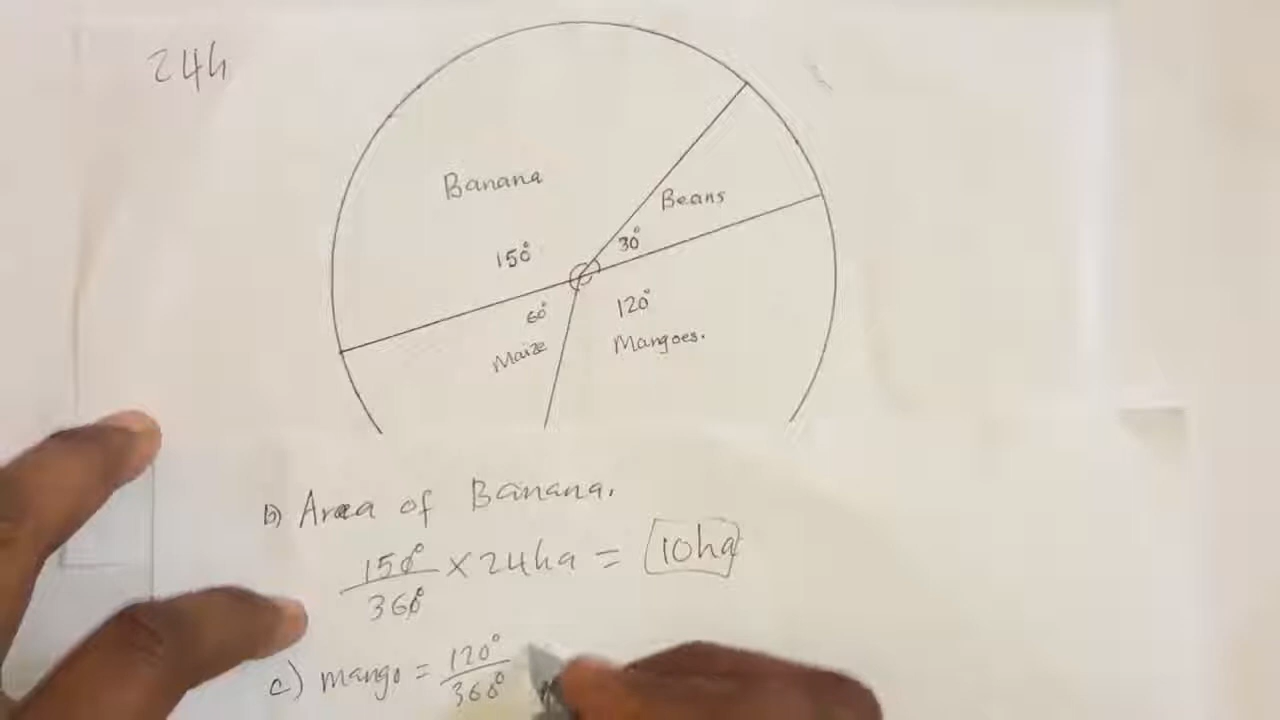 24h
Banana
Beans
150°
30°
60°
120°
Maize
Mangoes.
b) Area of Banana.
150°/360° × 24ha = 10ha
c) mango = 120°/360°